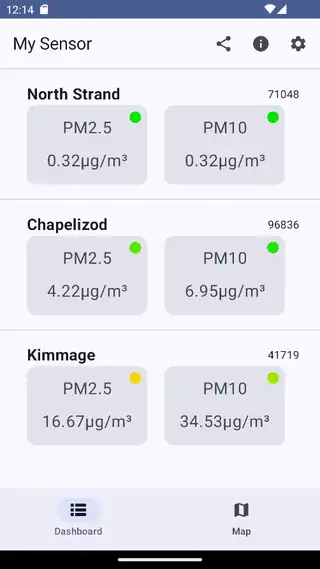 12:14
My Sensor
North Strand 71048
PM2.5 PM10
0.32µg/m³ 0.32µg/m³
Chapelizod 96836
PM2.5 PM10
4.22µg/m³ 6.95µg/m³
Kimmage 41719
PM2.5 PM10
16.67µg/m³ 34.53µg/m³
Dashboard Map